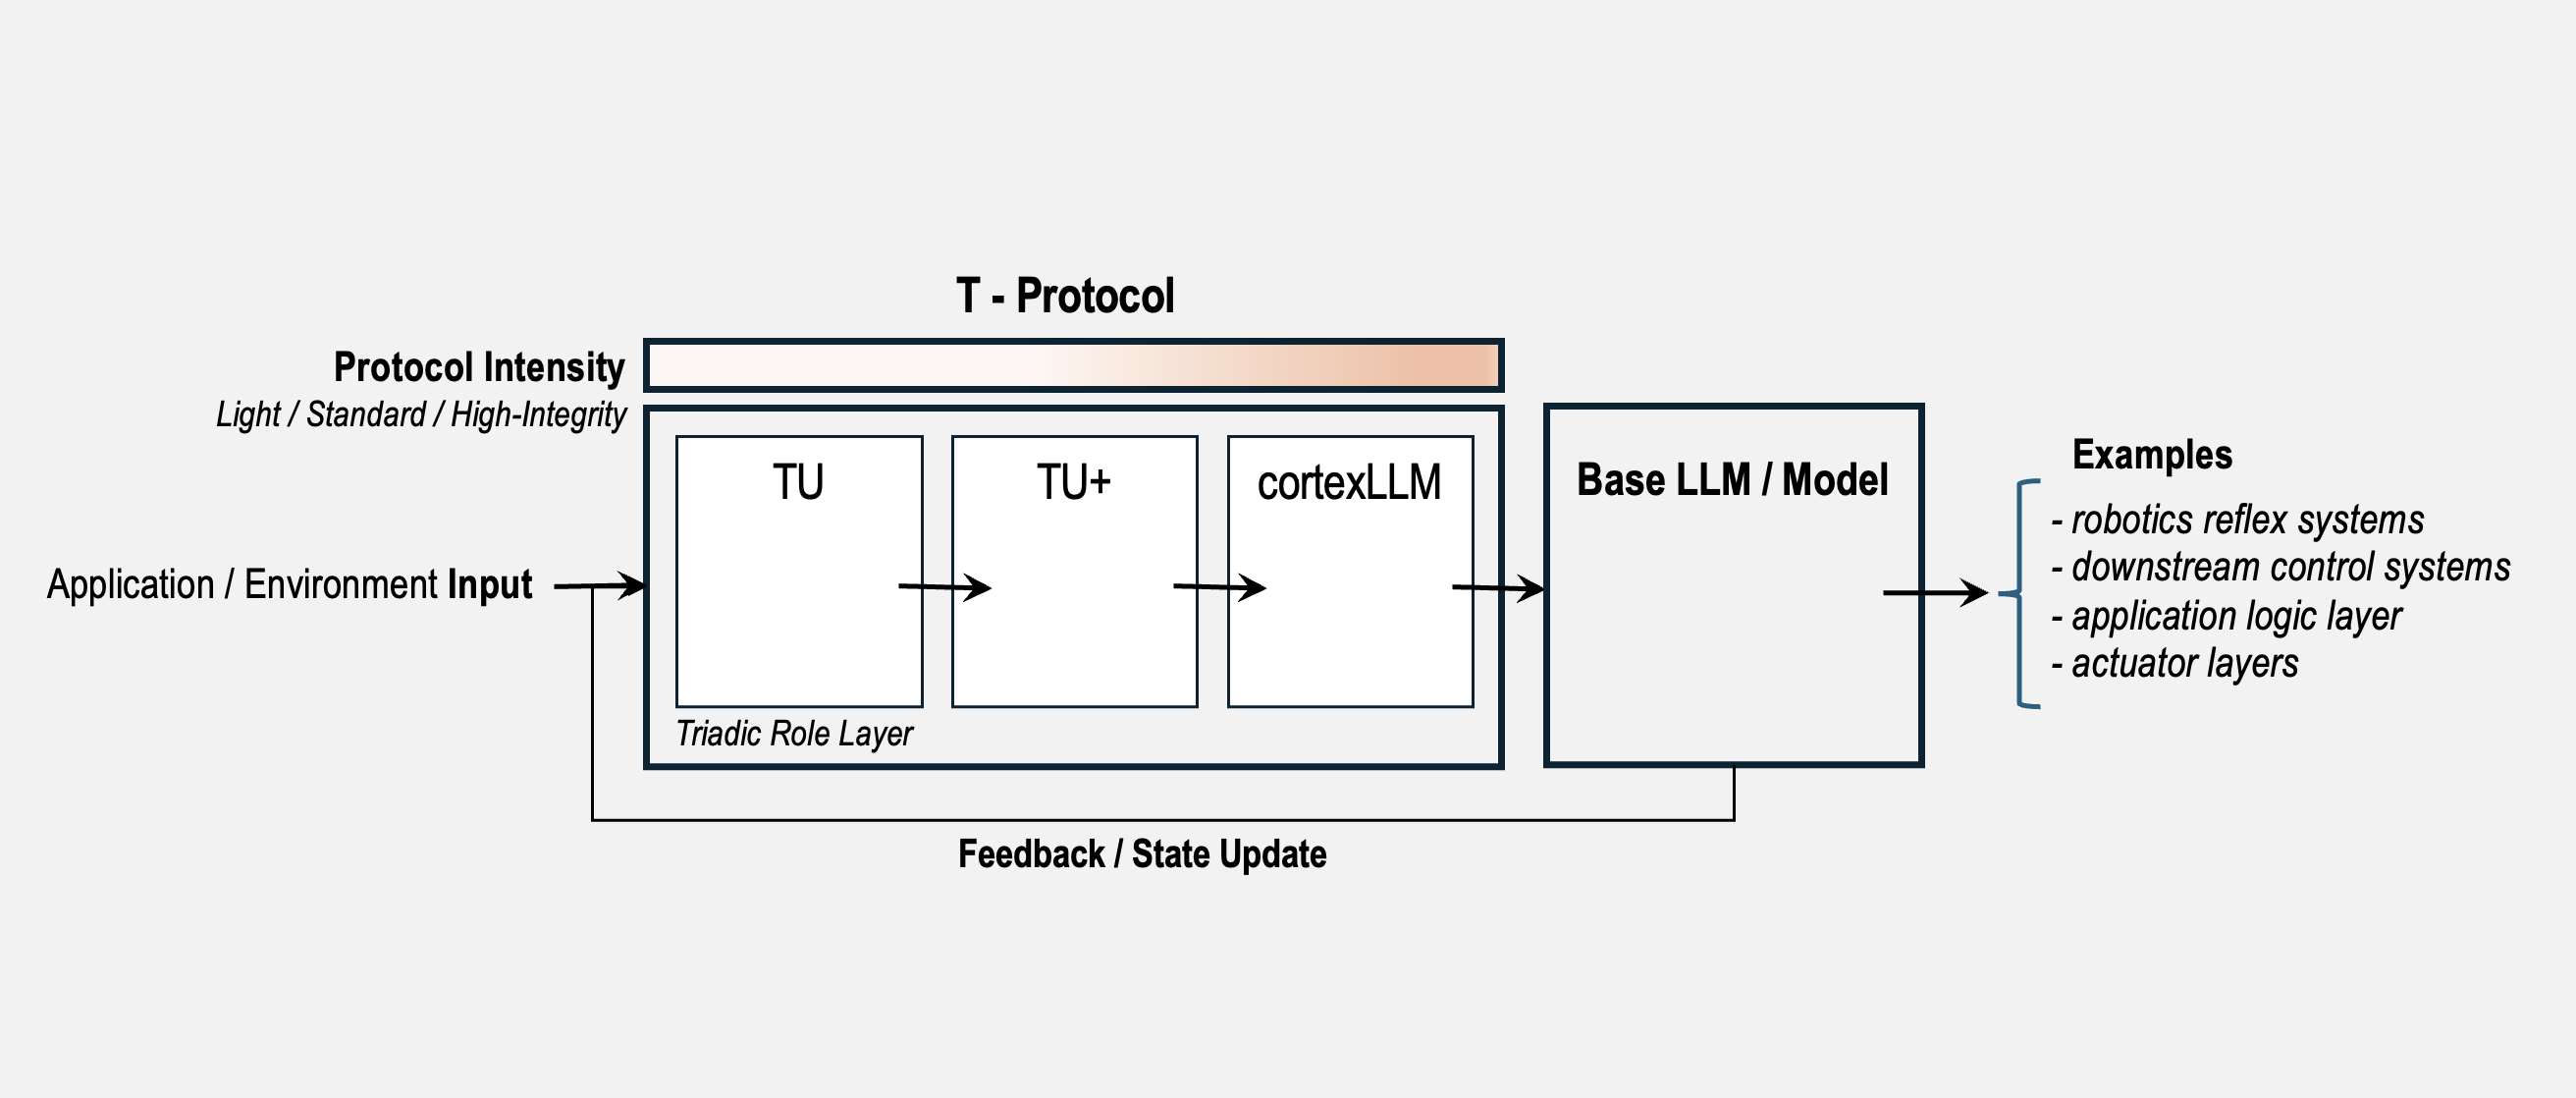 T - Protocol
Protocol Intensity
Light / Standard / High-Integrity
TU
TU+
cortexLLM
Triadic Role Layer
Application / Environment Input
Base LLM / Model
Examples
- robotics reflex systems
- downstream control systems
- application logic layer
- actuator layers
Feedback / State Update